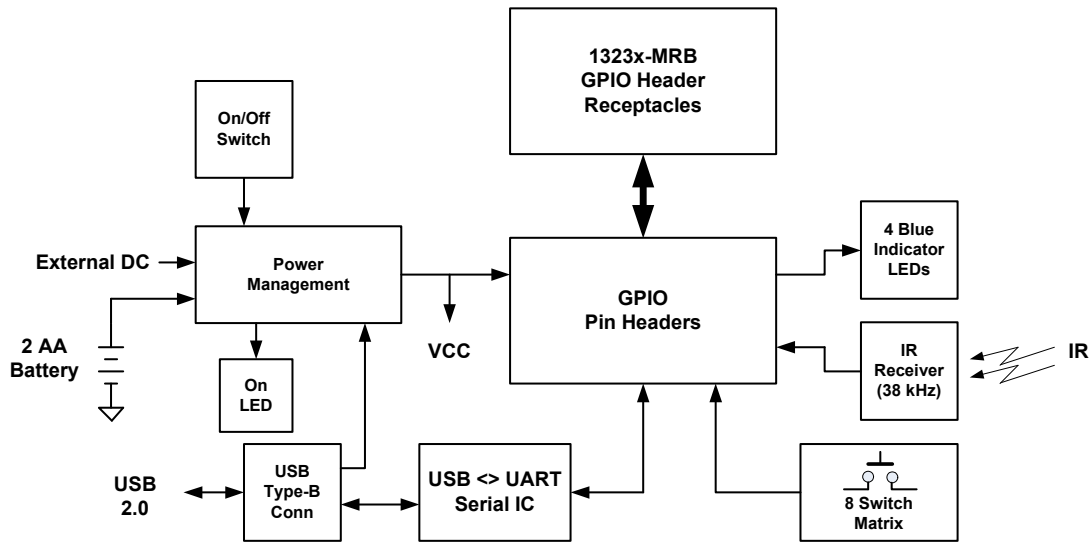 1323x-MRB
GPIO Header
Receptacles
On/Off
Switch
External DC
Power
Management
4 Blue
Indicator
LEDs
GPIO
Pin Headers
2 AA
Battery
VCC
On
LED
IR
Receiver
(38 kHz)
IR
USB
2.0
USB
Type-B
Conn
USB <> UART
Serial IC
8 Switch
Matrix